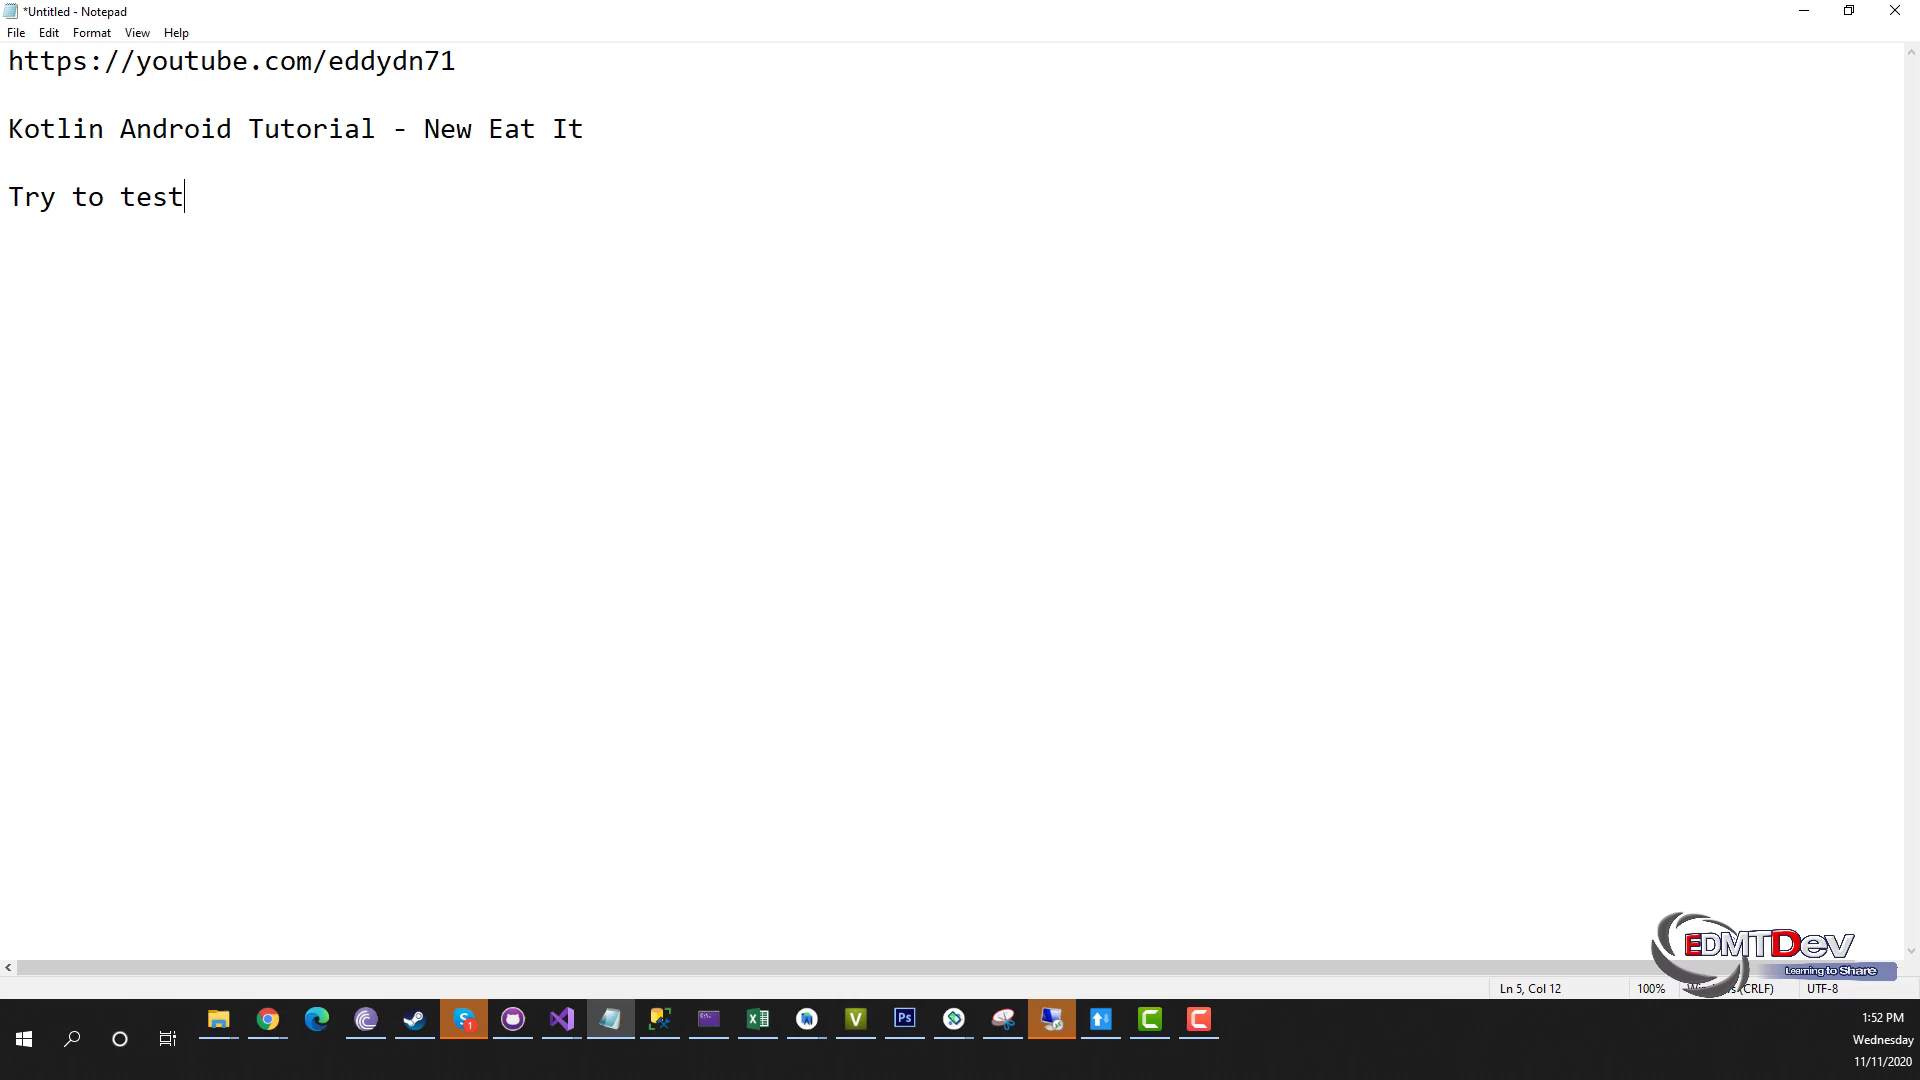 *Untitled - Notepad
File Edit Format View Help
https://youtube.com/eddydn71
Kotlin Android Tutorial - New Eat It
Try to test
EDMTDev
Learning to Share
Ln 5, Col 12 100% (CRLF) UTF-8
1
Ps
1:52 PM
Wednesday
11/11/2020